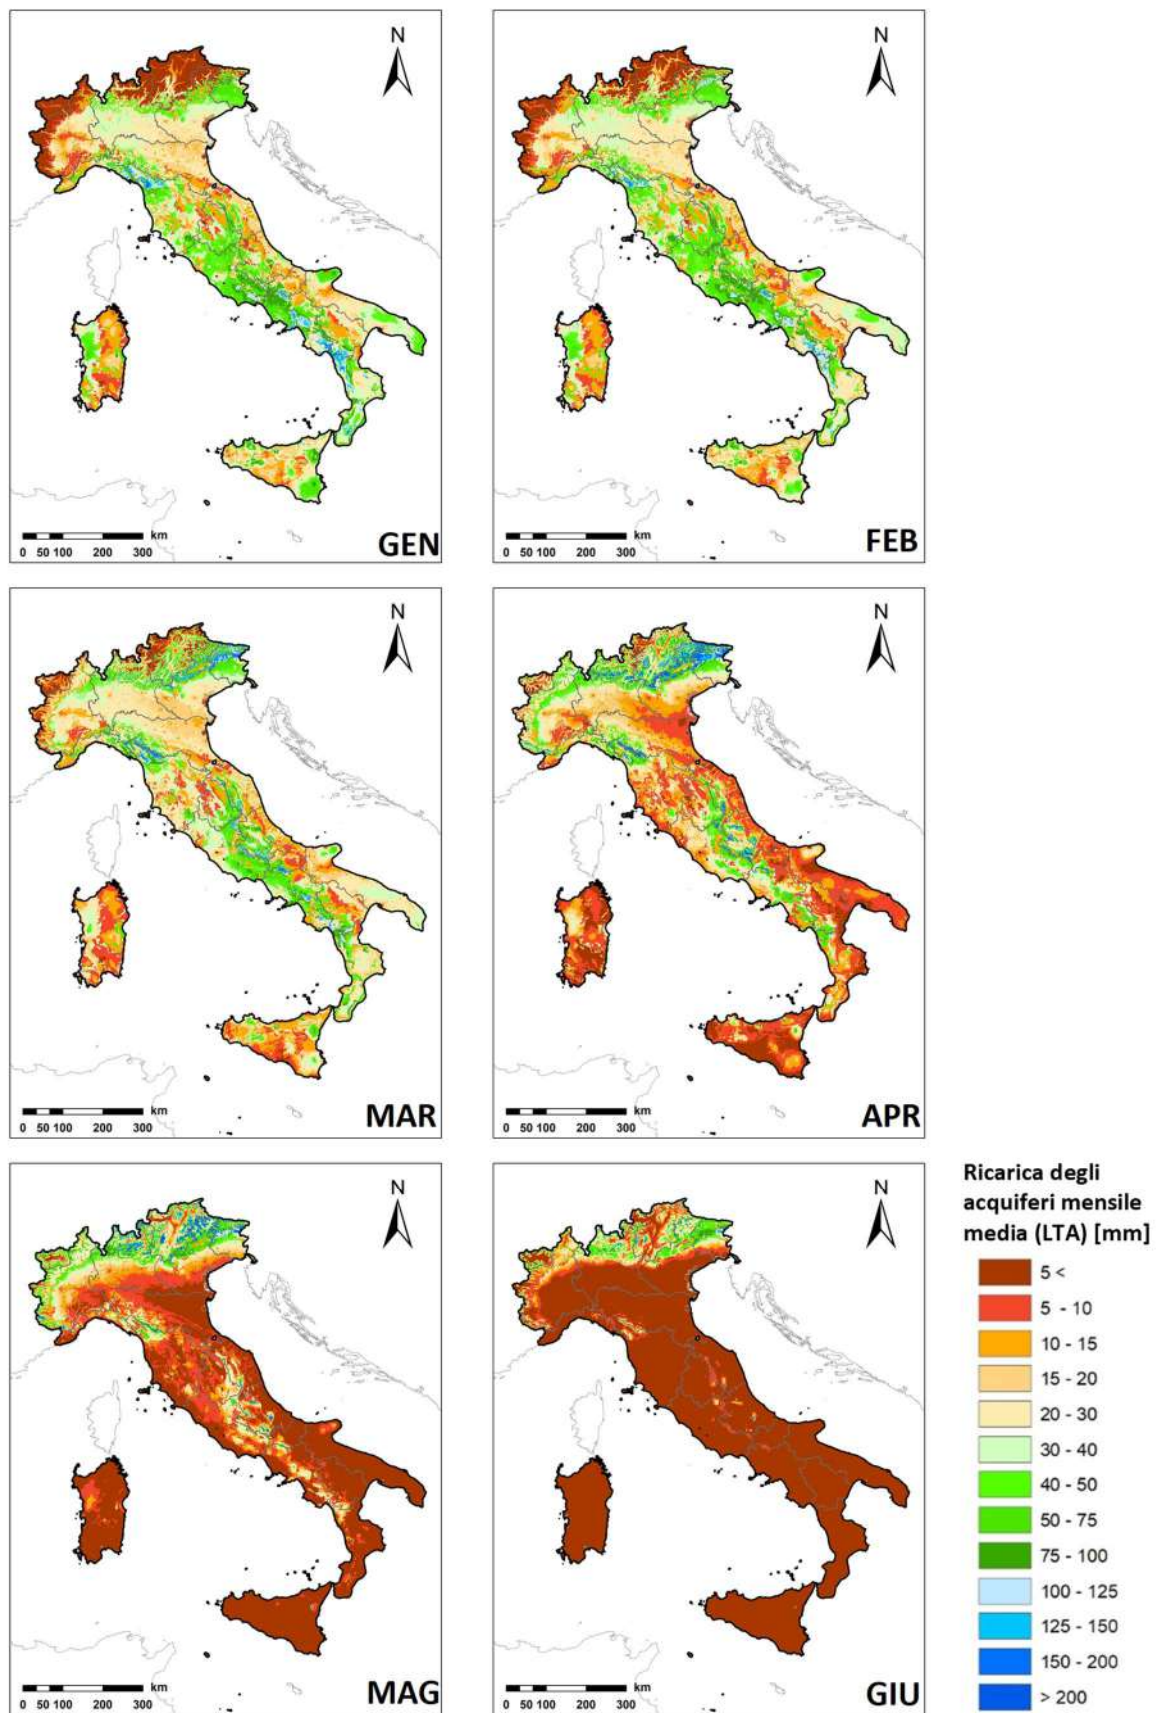 N
N
km
0 50 100 200 300
GEN
km
0 50 100 200 300
FEB
N
N
km
0 50 100 200 300
MAR
km
0 50 100 200 300
APR
N
N
km
0 50 100 200 300
MAG
km
0 50 100 200 300
GIU
Ricarica degli
acquiferi mensile
media (LTA) [mm]
5 <
5 - 10
10 - 15
15 - 20
20 - 30
30 - 40
40 - 50
50 - 75
75 - 100
100 - 125
125 - 150
150 - 200
> 200